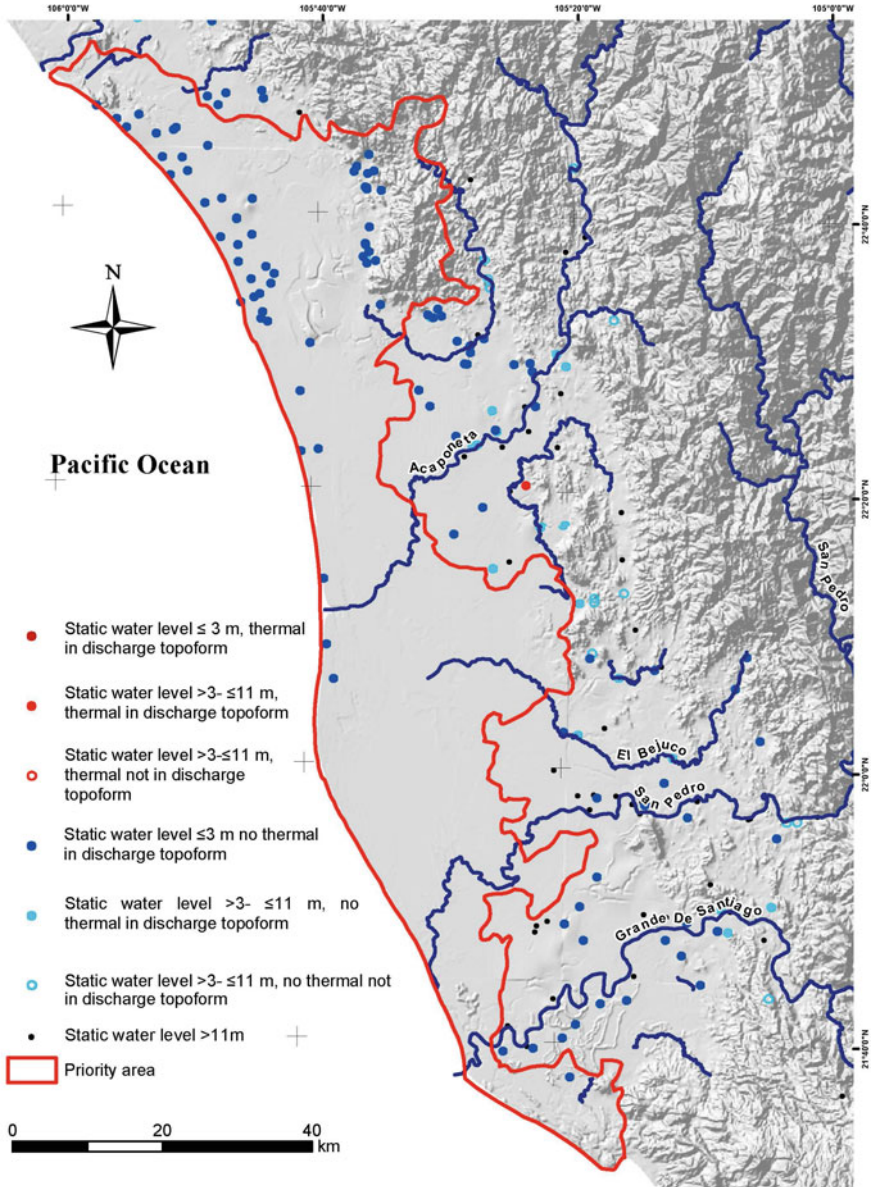 106°0'0"W
105°40'0"W
105°20'0"W
105°0'0"W
22°40'0"N
22°20'0"N
22°0'0"N
21°40'0"N
N
Pacific Ocean
Acaponeta
San Pedro
El Bejuco
San Pedro
Grande De Santiago
Static water level ≤ 3 m, thermal
in discharge topoform
Static water level >3- ≤11 m,
thermal in discharge topoform
Static water level >3-≤11 m,
thermal not in discharge
topoform
Static water level ≤3 m no thermal
in discharge topoform
Static water level >3- ≤11 m, no
thermal in discharge topoform
Static water level >3-≤11 m, no thermal not
in discharge topoform
Static water level >11m
Priority area
0 20 40
km